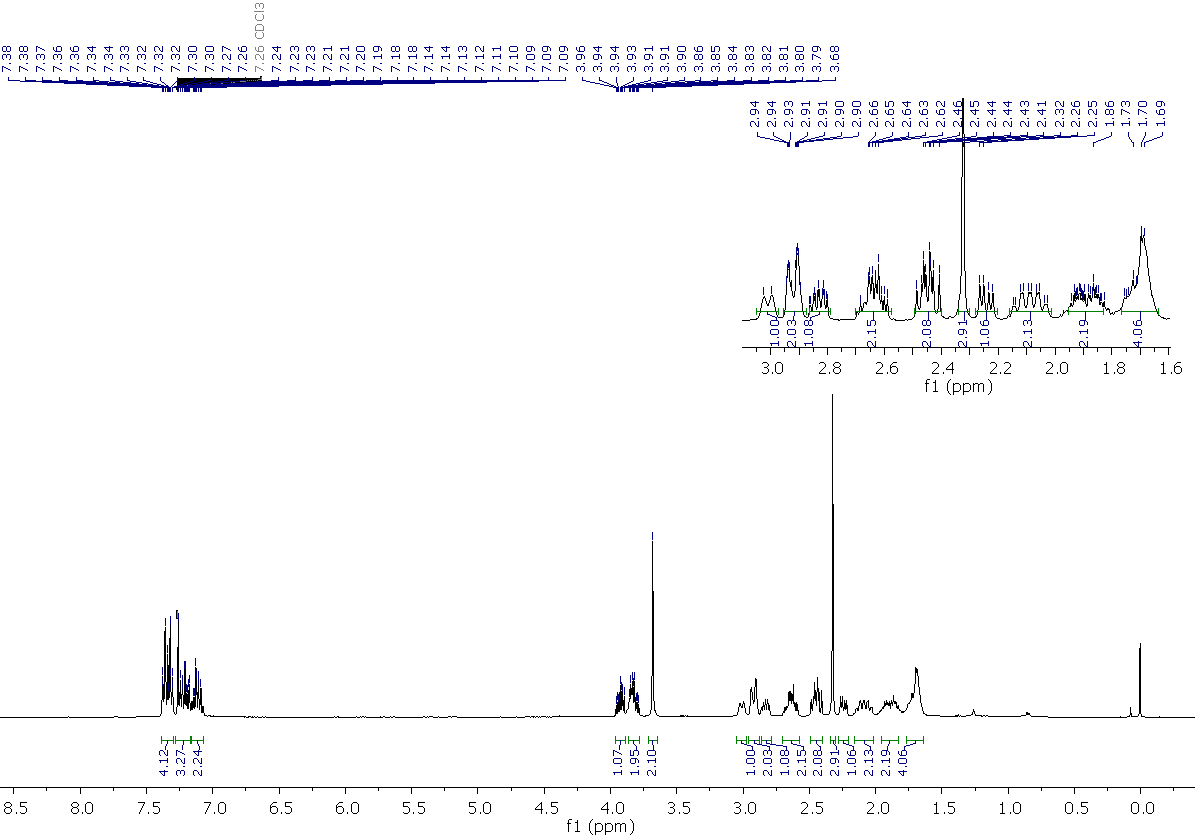 7.38 7.38 7.37 7.36 7.36 7.34 7.34 7.33 7.32 7.32 7.32 7.30 7.30 7.27 7.26 7.26 CDCl3 7.24 7.23 7.23 7.21 7.21 7.20 7.19 7.18 7.18 7.14 7.14 7.13 7.12 7.11 7.10 7.09 7.09 7.09 3.96 3.94 3.94 3.93 3.91 3.91 3.90 3.86 3.85 3.84 3.83 3.82 3.81 3.80 3.79 3.68
2.94 2.94 2.93 2.91 2.91 2.90 2.90 2.66 2.65 2.64 2.63 2.62 2.46 2.45 2.44 2.44 2.43 2.41 2.32 2.26 2.25 1.86 1.73 1.70 1.69
1.00 2.03 1.08 2.15 2.08 2.91 1.06 2.13 2.19 4.06
3.0 2.8 2.6 2.4 2.2 2.0 1.8 1.6
f1 (ppm)
4.12 3.27 2.24 1.07 1.95 2.10 1.00 2.03 1.08 2.15 2.08 2.91 1.06 2.13 2.19 4.06
8.5 8.0 7.5 7.0 6.5 6.0 5.5 5.0 4.5 4.0 3.5 3.0 2.5 2.0 1.5 1.0 0.5 0.0
f1 (ppm)